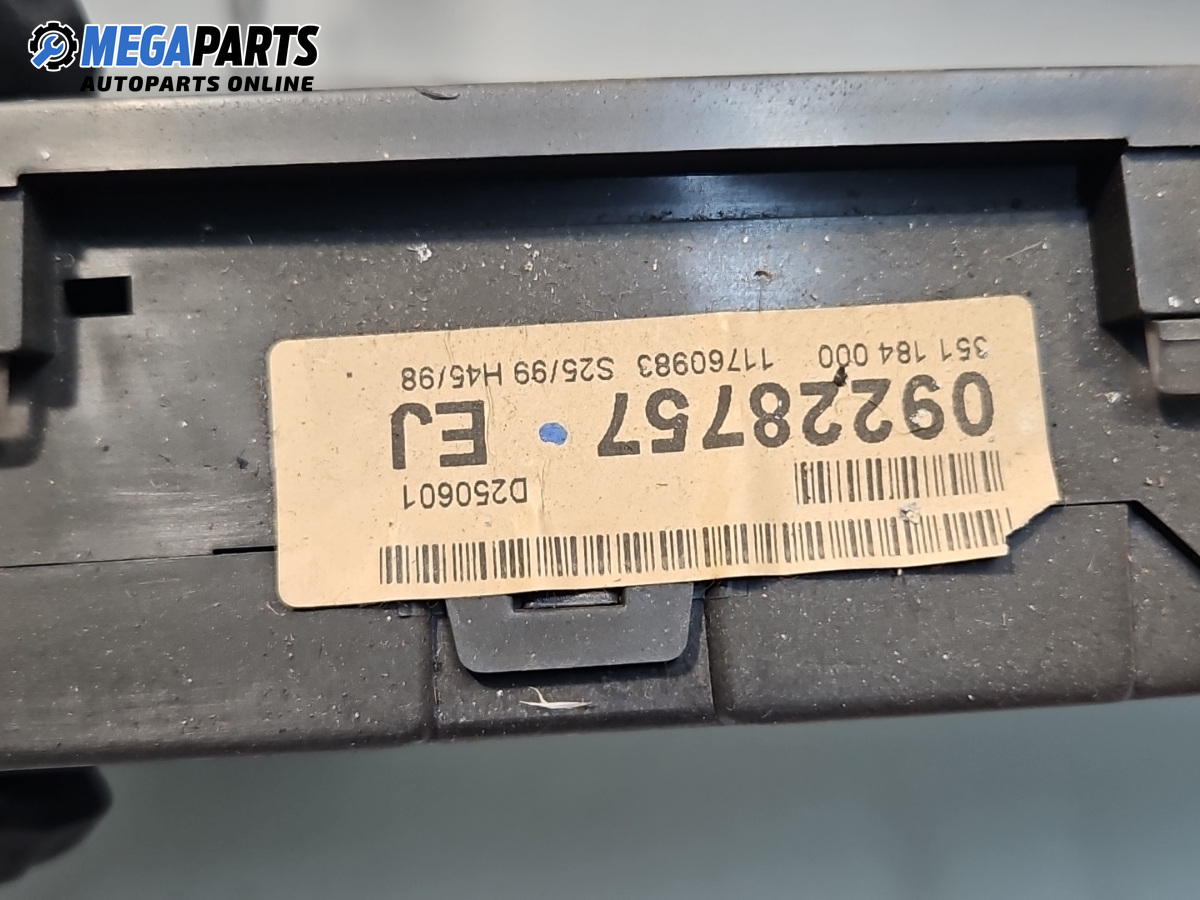 MEGAPARTS
AUTOPARTS ONLINE
D250601
09228757 · EJ
351 184 000 11760983 S25/99 H45/98